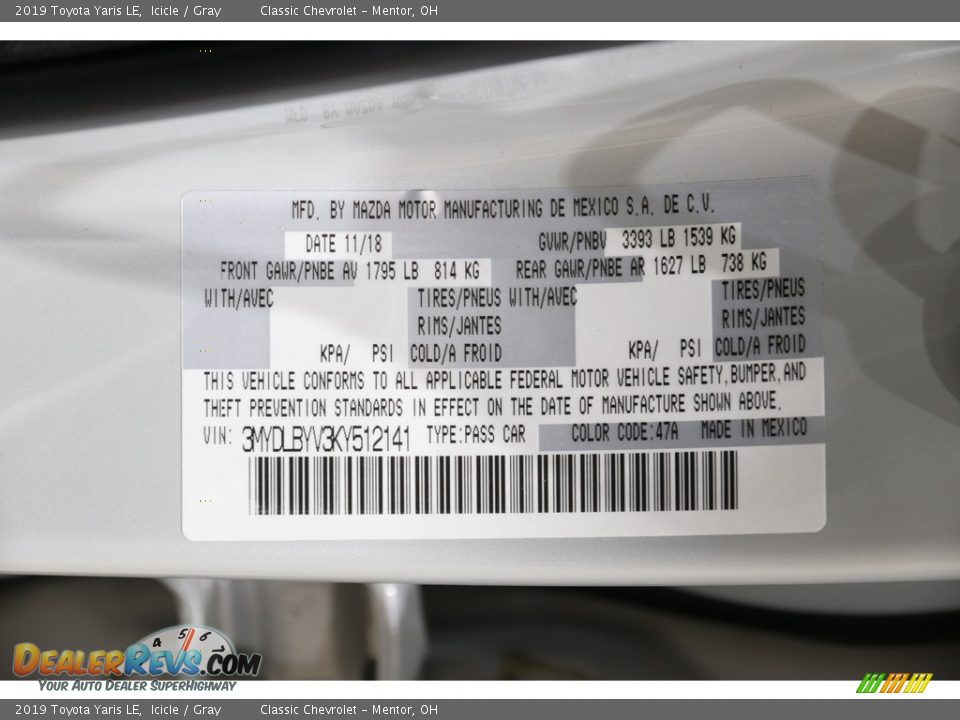 2019 Toyota Yaris LE, Icicle / Gray Classic Chevrolet - Mentor, OH
MFD. BY MAZDA MOTOR MANUFACTURING DE MEXICO S.A. DE C.V.
DATE 11/18 GVWR/PNBV 3393 LB 1539 KG
FRONT GAWR/PNBE AV 1795 LB 814 KG REAR GAWR/PNBE AR 1627 LB 738 KG
WITH/AVEC TIRES/PNEUS WITH/AVEC TIRES/PNEUS
RIMS/JANTES RIMS/JANTES
KPA/ PSI COLD/A FROID KPA/ PSI COLD/A FROID
THIS VEHICLE CONFORMS TO ALL APPLICABLE FEDERAL MOTOR VEHICLE SAFETY, BUMPER, AND
THEFT PREVENTION STANDARDS IN EFFECT ON THE DATE OF MANUFACTURE SHOWN ABOVE.
VIN: 3MYDLBYV3KY512141 TYPE:PASS CAR COLOR CODE:47A MADE IN MEXICO
4 5 6
DEALERREVS.COM
YOUR AUTO DEALER SUPERHIGHWAY
2019 Toyota Yaris LE, Icicle / Gray Classic Chevrolet - Mentor, OH